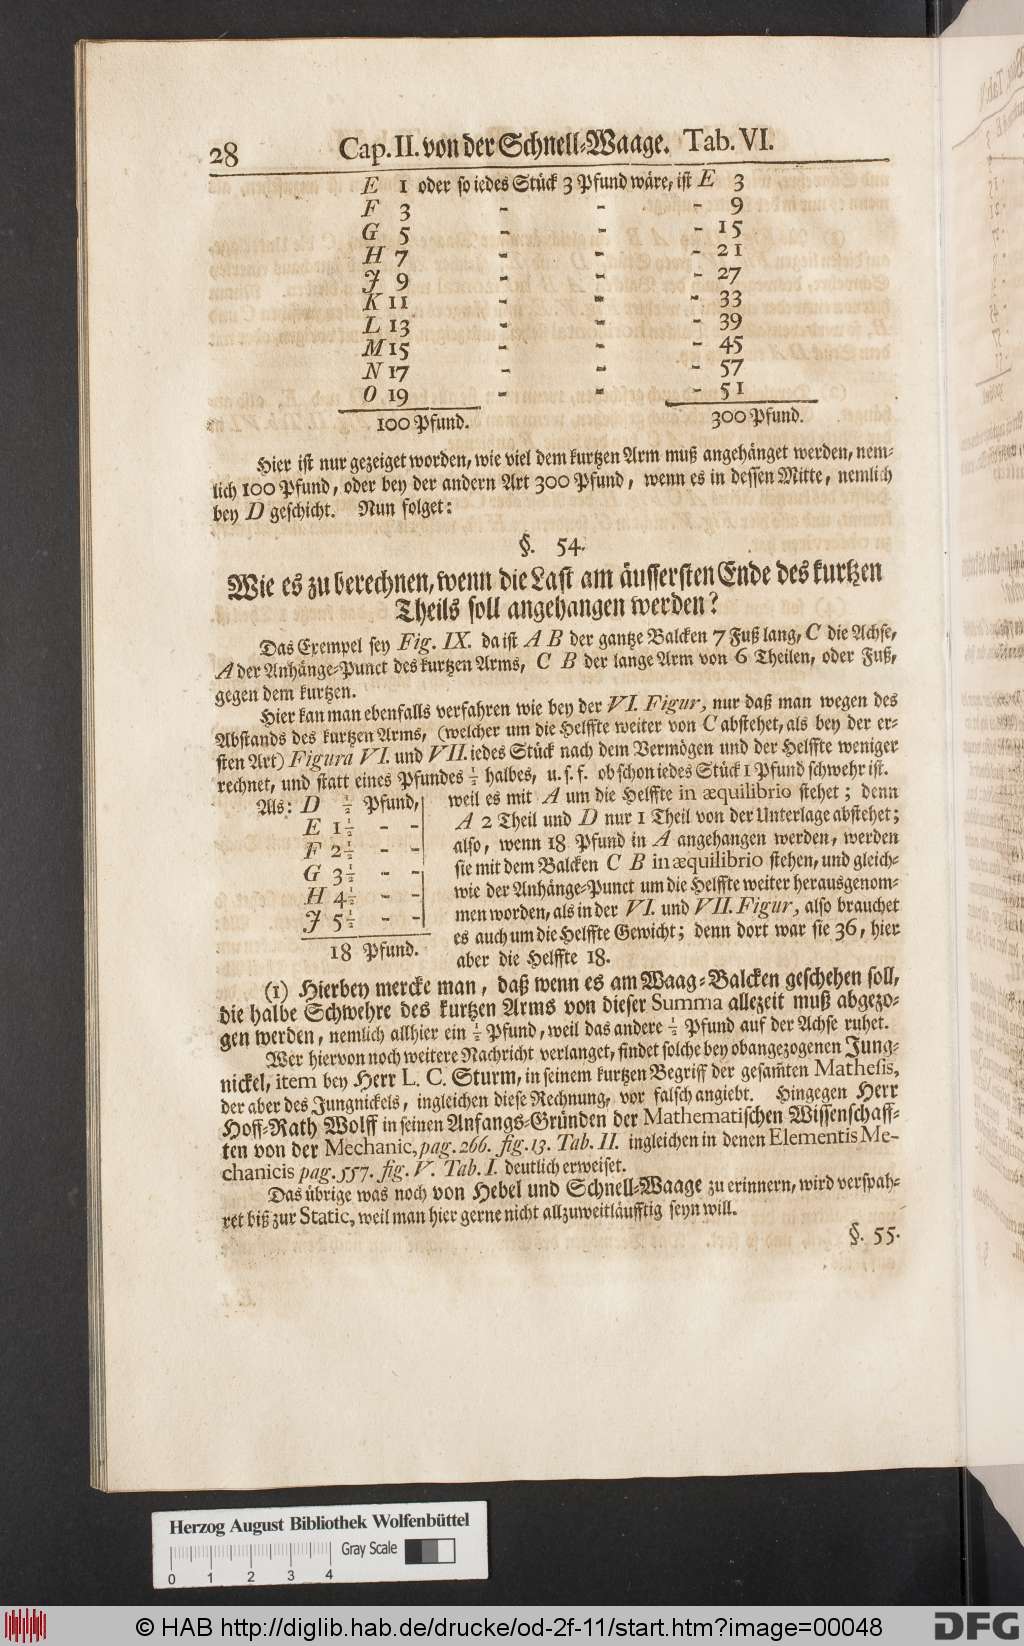 28 Cap. II. von der Schnell-Waage. Tab. VI.
E 1 oder so iedes Stück 3 Pfund wäre, ist E 3
F 3 - - - 9
G 5 - - - 15
H 7 - - - 21
J 9 - - - 27
K 11 - - - 33
L 13 - - - 39
M 15 - - - 45
N 17 - - - 57
O 19 - - - 51
100 Pfund. 300 Pfund.
Hier ist nur gezeiget worden, wie viel dem kurtzen Arm muß angehänget werden, nem-
lich 100 Pfund, oder bey der andern Art 300 Pfund, wenn es in dessen Mitte, nemlich
bey D geschicht. Nun folget:
§. 54.
Wie es zu berechnen, wenn die Last am äussersten Ende des kurtzen
Theils soll angehangen werden?
Das Exempel sey Fig. IX. da ist A B der gantze Balcken 7 Fuß lang, C die Achse,
A der Anhänge-Punct des kurtzen Arms, C B der lange Arm von 6 Theilen, oder Fuß,
gegen dem kurtzen.
Hier kan man ebenfalls verfahren wie bey der VI. Figur, nur daß man wegen des
Abstands des kurtzen Arms, (welcher um die Helffte weiter von C abstehet, als bey der er-
sten Art) Figura VI. und VII. iedes Stück nach dem Vermögen und der Helffte weniger
rechnet, und statt eines Pfundes ½ halbes, u. s. f. ob schon iedes Stück 1 Pfund schwehr ist.
Als: D ½ Pfund,
E 1½ - -
F 2½ - -
G 3½ - -
H 4½ - -
J 5½ - -
18 Pfund.
weil es mit A um die Helffte in æquilibrio stehet; denn
A 2 Theil und D nur 1 Theil von der Unterlage abstehet;
also, wenn 18 Pfund in A angehangen werden, werden
sie mit dem Balcken C B in æquilibrio stehen, und gleich-
wie der Anhänge-Punct um die Helffte weiter herausgenom-
men worden, als in der VI. und VII. Figur, also brauchet
es auch um die Helffte Gewicht; denn dort war sie 36, hier
aber die Helffte 18.
(1) Hierbey mercke man, daß wenn es am Waag-Balcken geschehen soll,
die halbe Schwehre des kurtzen Arms von dieser Summa allezeit muß abgezo-
gen werden, nemlich allhier ein ½ Pfund, weil das andere ½ Pfund auf der Achse ruhet.
Wer hiervon noch weitere Nachricht verlanget, findet solche bey obangezogenen Jung-
nickel, item bey Herr L. C. Sturm, in seinem kurtzen Begriff der gesam̃ten Mathesis,
der aber des Jungnickels, ingleichen diese Rechnung, vor falsch angiebt. Hingegen Herr
Hoff-Rath Wolff in seinen Anfangs-Gründen der Mathematischen Wissenschaff-
ten von der Mechanic, pag. 266. fig. 13. Tab. II. ingleichen in denen Elementis Me-
chanicis pag. 557. fig. V. Tab. I. deutlich erweiset.
Das übrige was noch von Hebel und Schnell-Waage zu erinnern, wird verspah-
ret biß zur Static, weil man hier gerne nicht allzuweitläufftig seyn will.
§. 55.
Herzog August Bibliothek Wolfenbüttel
Gray Scale
0 1 2 3 4
© HAB http://diglib.hab.de/drucke/od-2f-11/start.htm?image=00048
DFG